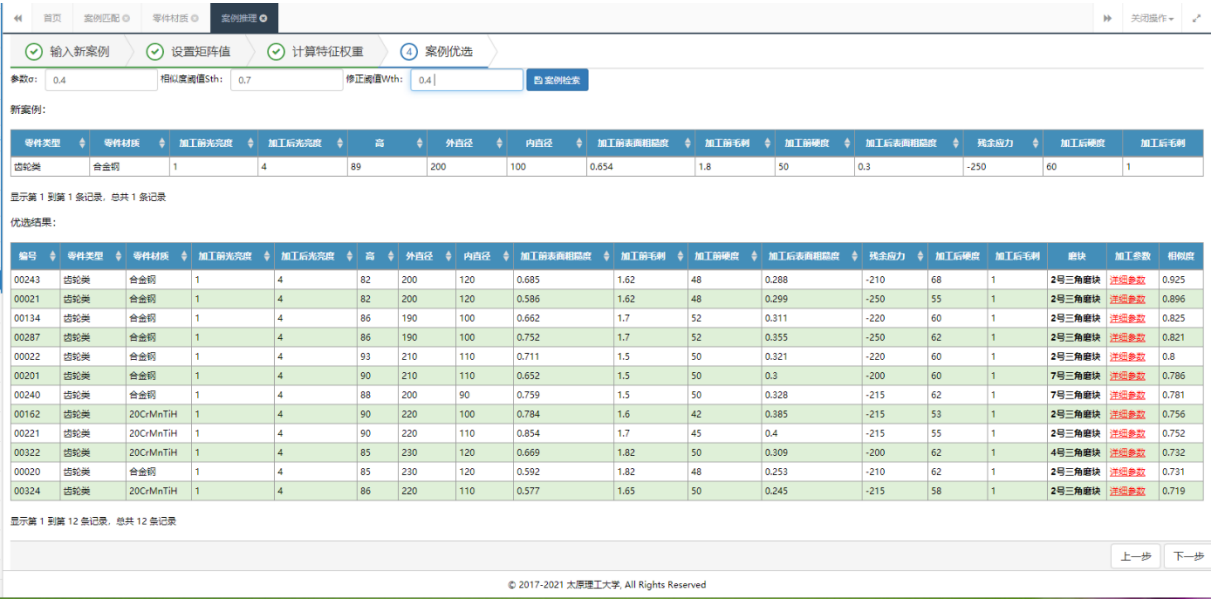 首页 案例匹配 零件材质 案例推理 关闭操作
输入新案例 设置矩阵值 计算特征权重 4 案例优选
参数σ: 0.4 相似度阈值Sth: 0.7 修正阈值Wth: 0.4 案例检索
新案例:
零件类型 零件材质 加工前光亮度 加工后光亮度 高 外直径 内直径 加工前表面粗糙度 加工前毛刺 加工前硬度 加工后表面粗糙度 残余应力 加工后硬度 加工后毛刺
齿轮类 合金钢 1 4 89 200 100 0.654 1.8 50 0.3 -250 60 1
显示第 1 到第 1 条记录，总共 1 条记录
优选结果:
编号 零件类型 零件材质 加工前光亮度 加工后光亮度 高 外直径 内直径 加工前表面粗糙度 加工前毛刺 加工前硬度 加工后表面粗糙度 残余应力 加工后硬度 加工后毛刺 磨块 加工参数 相似度
00243 齿轮类 合金钢 1 4 82 200 120 0.685 1.62 48 0.288 -210 68 1 2号三角磨块 详细参数 0.925
00021 齿轮类 合金钢 1 4 82 200 120 0.586 1.62 48 0.299 -250 55 1 2号三角磨块 详细参数 0.896
00134 齿轮类 合金钢 1 4 86 190 100 0.662 1.7 52 0.311 -220 60 1 2号三角磨块 详细参数 0.825
00287 齿轮类 合金钢 1 4 86 190 100 0.752 1.7 52 0.355 -250 62 1 2号三角磨块 详细参数 0.821
00022 齿轮类 合金钢 1 4 93 210 110 0.711 1.5 50 0.321 -220 60 1 2号三角磨块 详细参数 0.8
00201 齿轮类 合金钢 1 4 90 210 110 0.652 1.5 50 0.3 -200 60 1 7号三角磨块 详细参数 0.786
00240 齿轮类 合金钢 1 4 88 200 90 0.759 1.5 50 0.328 -215 62 1 7号三角磨块 详细参数 0.781
00162 齿轮类 20CrMnTiH 1 4 90 220 100 0.784 1.6 42 0.385 -215 53 1 2号三角磨块 详细参数 0.756
00221 齿轮类 20CrMnTiH 1 4 90 220 110 0.854 1.7 45 0.4 -215 55 1 2号三角磨块 详细参数 0.752
00322 齿轮类 20CrMnTiH 1 4 85 230 120 0.669 1.82 50 0.309 -200 62 1 4号三角磨块 详细参数 0.732
00020 齿轮类 合金钢 1 4 85 230 120 0.592 1.82 48 0.253 -210 62 1 2号三角磨块 详细参数 0.731
00324 齿轮类 20CrMnTiH 1 4 86 220 110 0.577 1.65 50 0.245 -215 58 1 2号三角磨块 详细参数 0.719
显示第 1 到第 12 条记录，总共 12 条记录
上一步 下一步
© 2017-2021 太原理工大学, All Rights Reserved